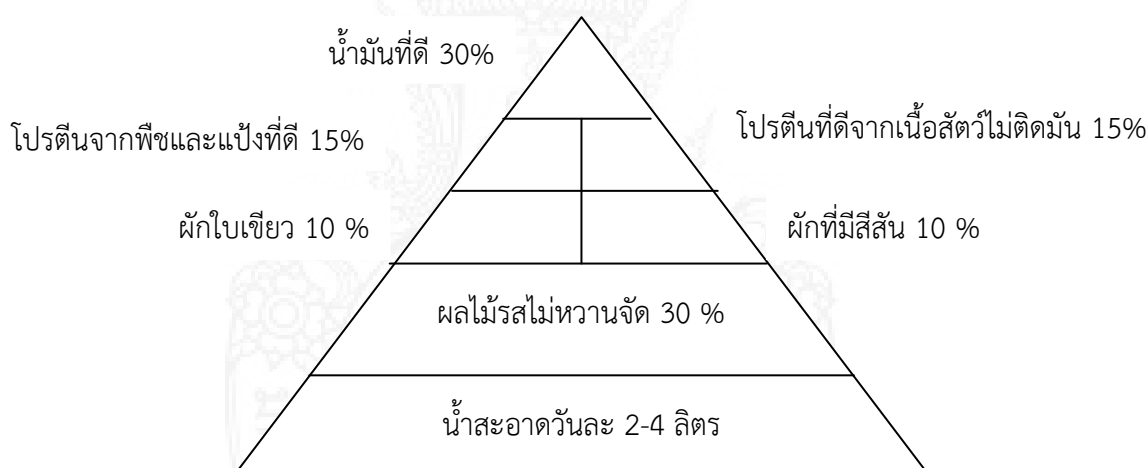 น้ำมันที่ดี 30%
โปรตีนจากพืชและแป้งที่ดี 15%
โปรตีนที่ดีจากเนื้อสัตว์ไม่ติดมัน 15%
ผักใบเขียว 10 %
ผักที่มีสีสัน 10 %
ผลไม้รสไม่หวานจัด 30 %
น้ำสะอาดวันละ 2-4 ลิตร